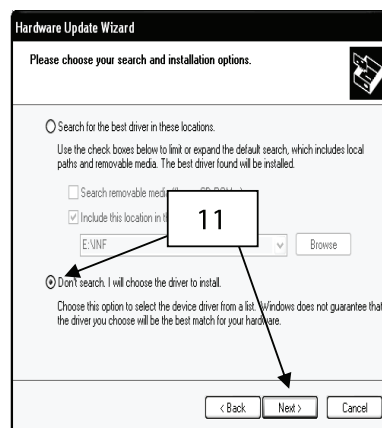 Hardware Update Wizard
Please choose your search and installation options.
Search for the best driver in these locations.
Use the check boxes below to limit or expand the default search, which includes local
paths and removable media. The best driver found will be installed.
Search removable
Include this location in
11
E:\INF
Browse
Don't search. I will choose the driver to install.
Choose this option to select the device driver from a list. Windows does not guarantee that
the driver you choose will be the best match for your hardware.
< Back
Next >
Cancel